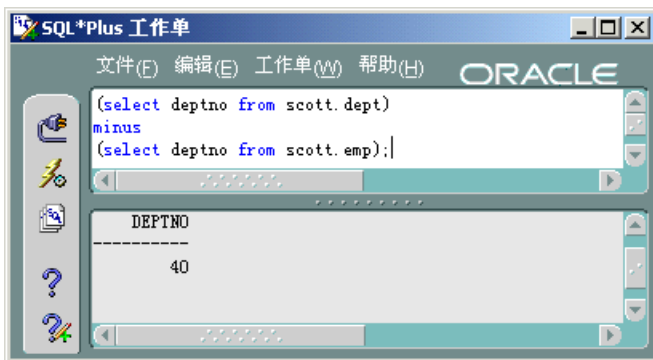 SQL*Plus 工作单
文件(F) 编辑(E) 工作单(W) 帮助(H) ORACLE
(select deptno from scott.dept)
minus
(select deptno from scott.emp);
DEPTNO
----------
40